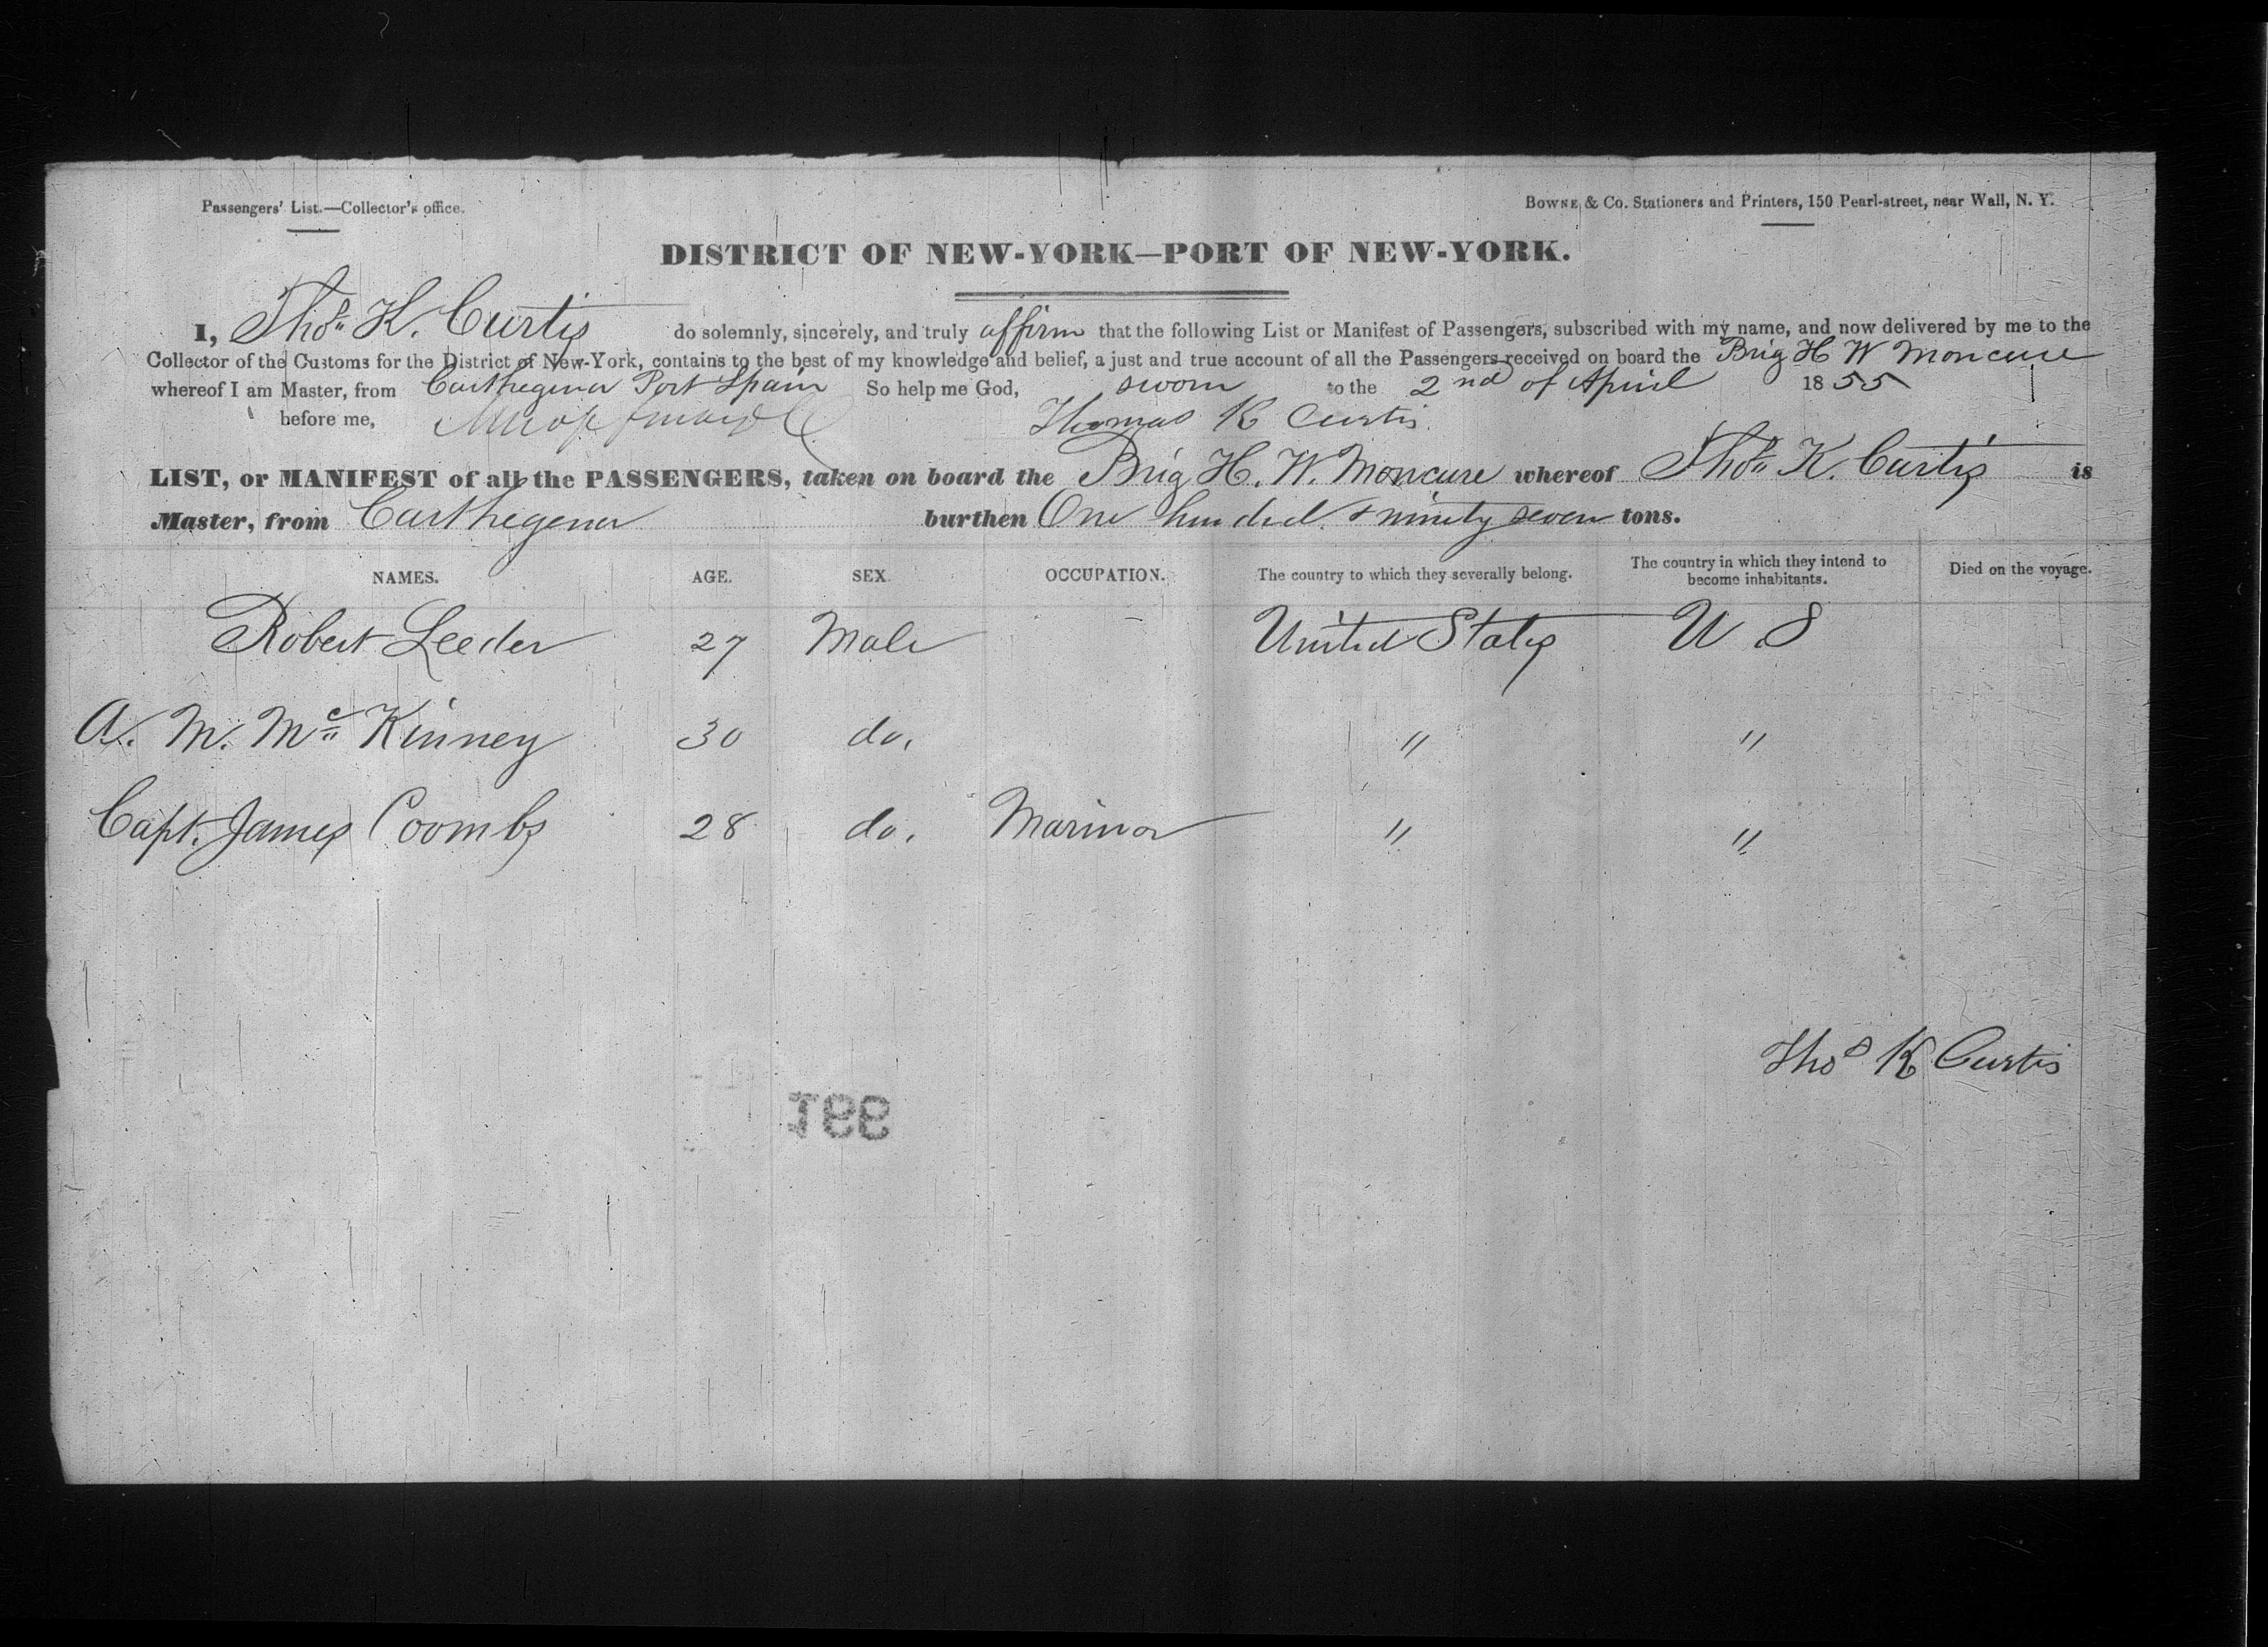 Passengers' List.—Collector's office.
Bowne & Co. Stationers and Printers, 150 Pearl-street, near Wall, N. Y.
DISTRICT OF NEW-YORK—PORT OF NEW-YORK.
I, Thos K. Curtis do solemnly, sincerely, and truly affirm that the following List or Manifest of Passengers, subscribed with my name, and now delivered by me to the
Collector of the Customs for the District of New-York, contains to the best of my knowledge and belief, a just and true account of all the Passengers received on board the Brig H W Moncure
whereof I am Master, from Carthegena Port Spain So help me God, sworn to the 2nd of April 1855
before me, Thomas K Curtis
LIST, or MANIFEST of all the PASSENGERS, taken on board the Brig H. W. Moncure whereof Thos K. Curtis is
Master, from Carthegena burthen One hundred & ninety seven tons.
NAMES. AGE. SEX. OCCUPATION. The country to which they severally belong. The country in which they intend to become inhabitants. Died on the voyage.
Robert Leeder 27 Male United States U S
A. M. Mc Kinney 30 do. " "
Capt. James Coombs 28 do. Marinor " "
Thos K Curtis
199